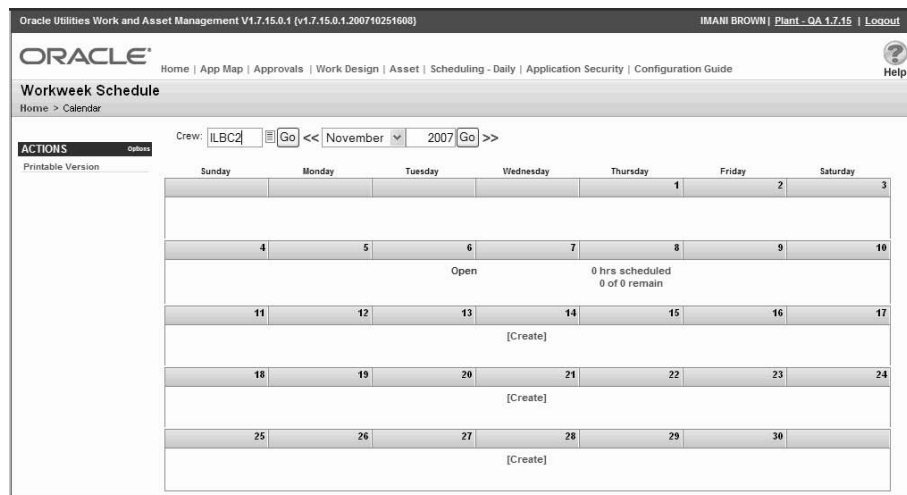 Oracle Utilities Work and Asset Management V1.7.15.0.1 (v1.7.15.0.1.200710251608) IMANI BROWN | Plant - QA 1.7.15 | Logout
ORACLE
Home | App Map | Approvals | Work Design | Asset | Scheduling - Daily | Application Security | Configuration Guide
Help
Workweek Schedule
Home > Calendar
Crew: ILBC2 Go << November 2007 Go >>
ACTIONS Options
Printable Version
Sunday Monday Tuesday Wednesday Thursday Friday Saturday
1 2 3
4 5 6 7 8 9 10
Open 0 hrs scheduled
0 of 0 remain
11 12 13 14 15 16 17
[Create]
18 19 20 21 22 23 24
[Create]
25 26 27 28 29 30
[Create]